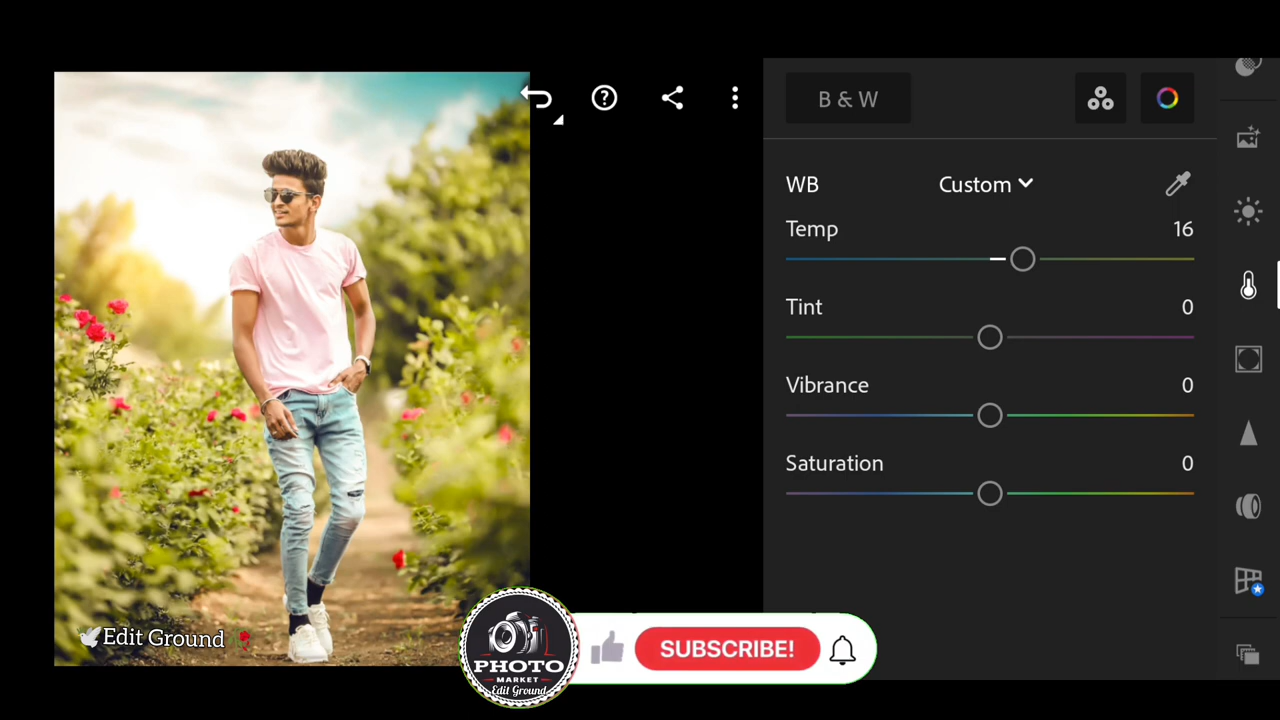 B & W
WB
Custom
Temp
16
Tint
0
Vibrance
0
Saturation
0
Edit Ground
PHOTO
MARKET
Edit Ground
SUBSCRIBE!